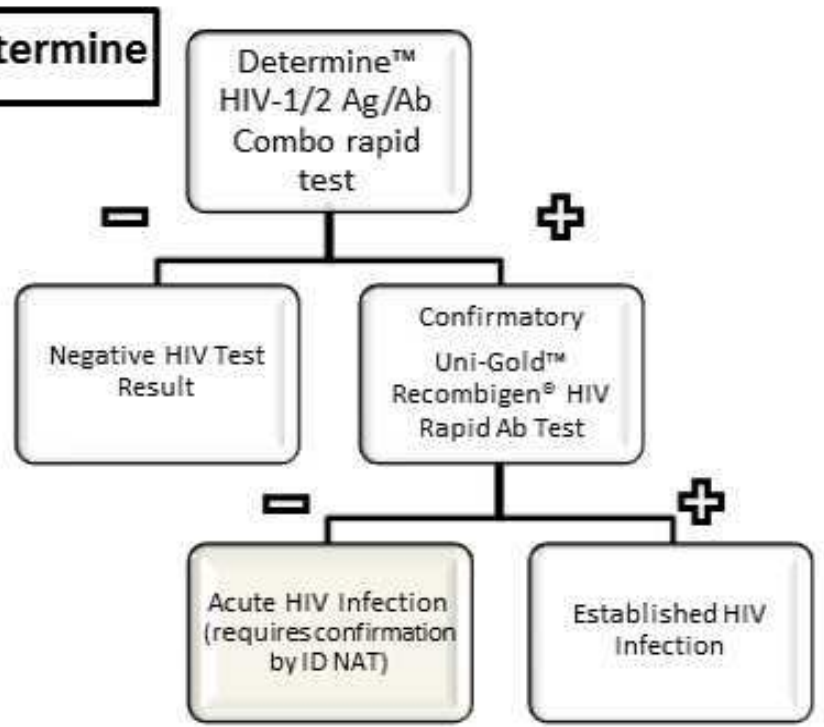 termine
Determine™
HIV-1/2 Ag/Ab
Combo rapid
test
Negative HIV Test
Result
Confirmatory
Uni-Gold™
Recombigen® HIV
Rapid Ab Test
Acute HIV Infection
(requires confirmation
by ID NAT)
Established HIV
Infection